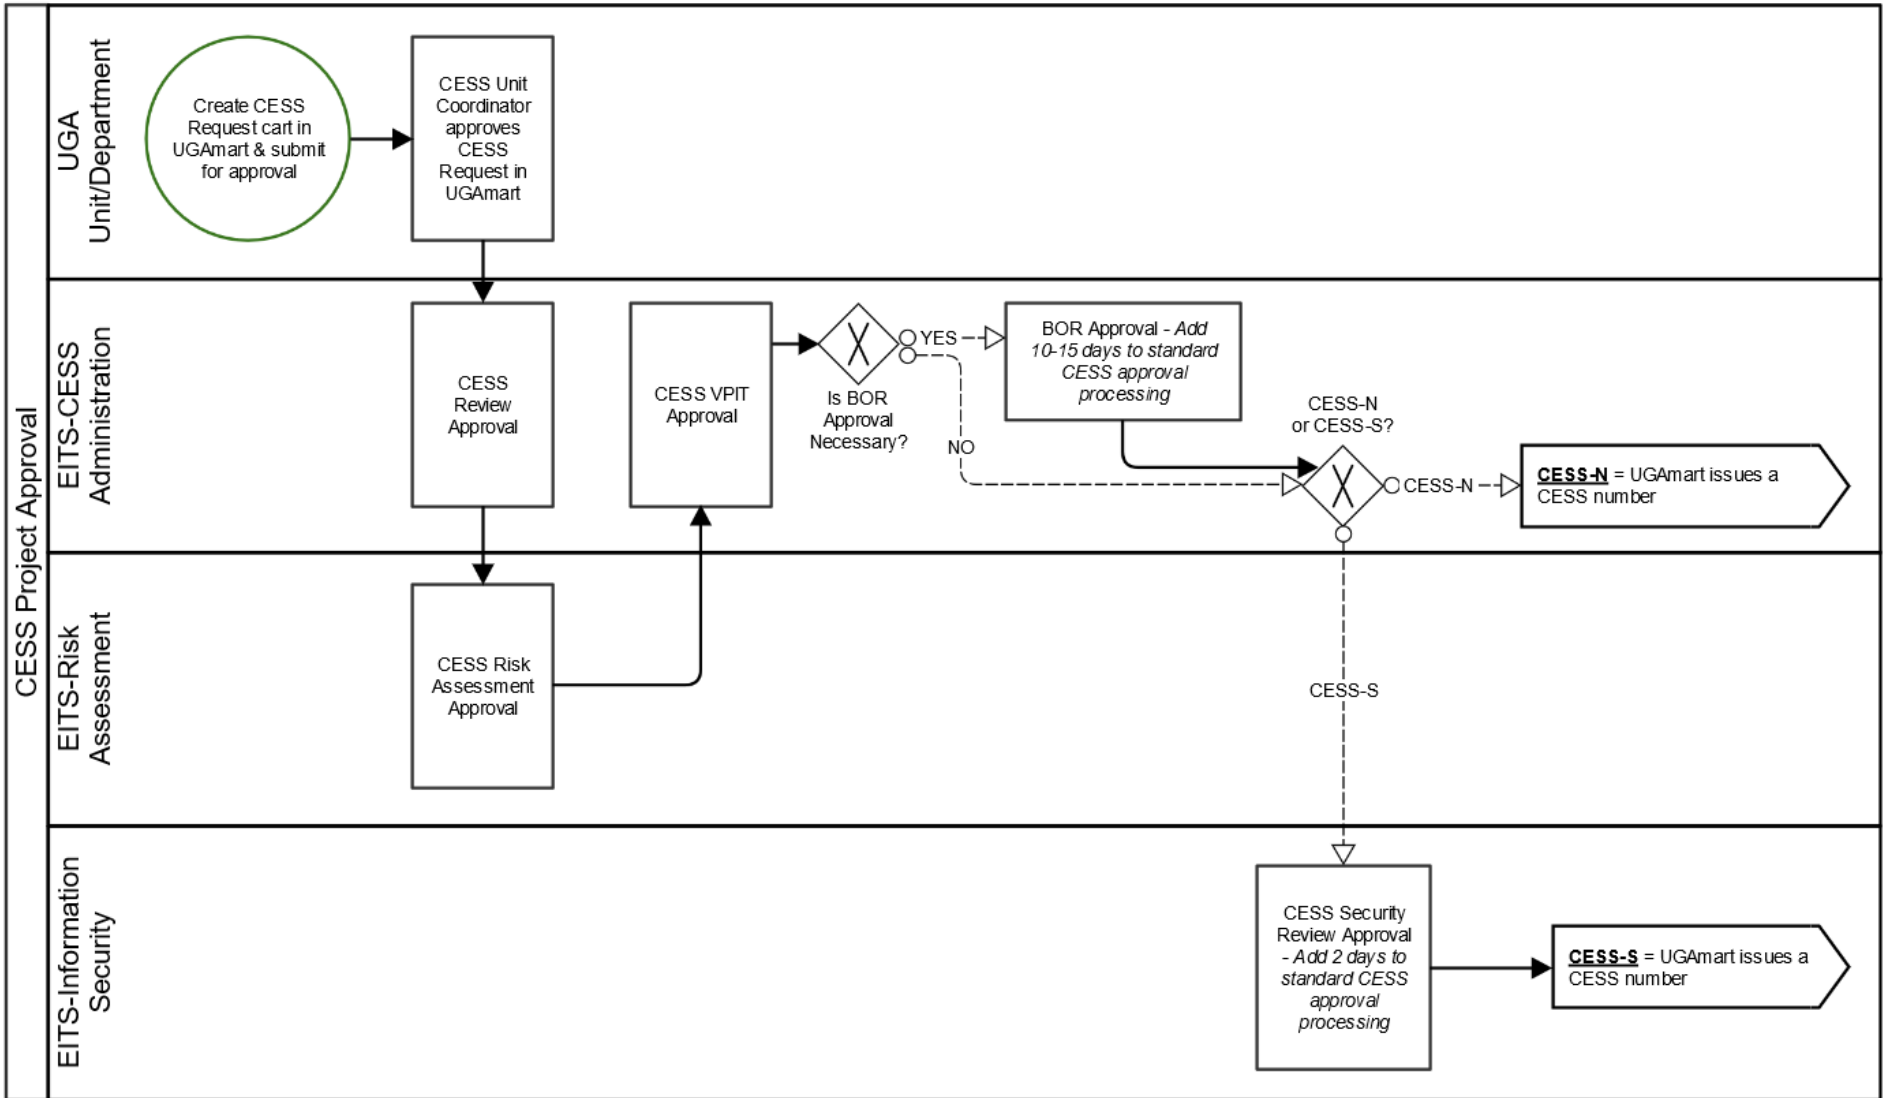 CESS Project Approval
UGA
Unit/Department
Create CESS
Request cart in
UGAmart & submit
for approval
CESS Unit
Coordinator
approves
CESS
Request in
UGAmart
EITS-CESS
Administration
CESS
Review
Approval
CESS VPIT
Approval
Is BOR
Approval
Necessary?
YES
NO
BOR Approval - Add
10-15 days to standard
CESS approval
processing
CESS-N
or CESS-S?
CESS-N
CESS-N = UGAmart issues a
CESS number
EITS-Risk
Assessment
CESS Risk
Assessment
Approval
CESS-S
EITS-Information
Security
CESS Security
Review Approval
- Add 2 days to
standard CESS
approval
processing
CESS-S = UGAmart issues a
CESS number